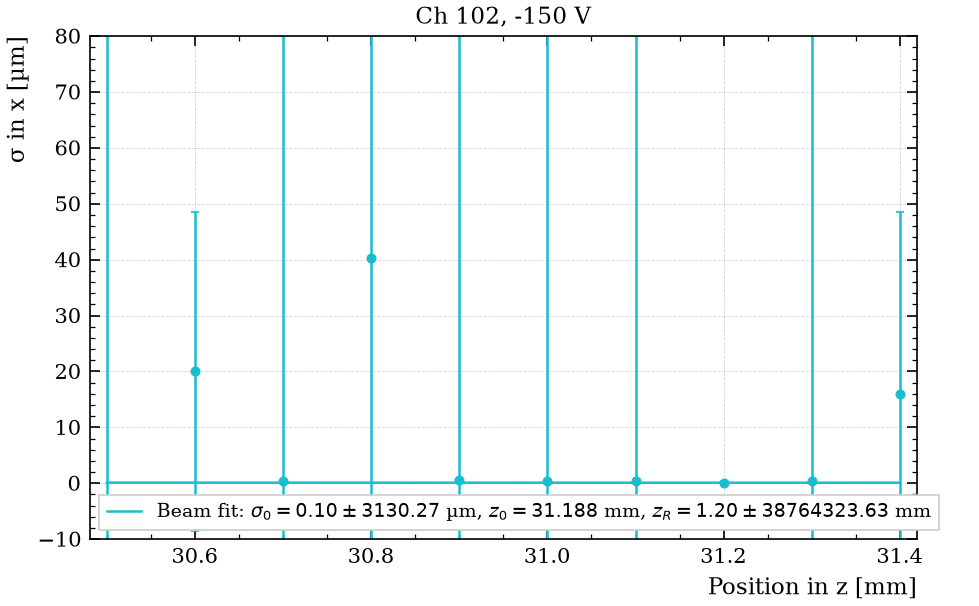 Ch 102, -150 V
σ in x [µm]
80
70
60
50
40
30
20
10
0
−10
Beam fit: σ₀ = 0.10 ± 3130.27 µm, z₀ = 31.188 mm, z_R = 1.20 ± 38764323.63 mm
30.6 30.8 31.0 31.2 31.4
Position in z [mm]